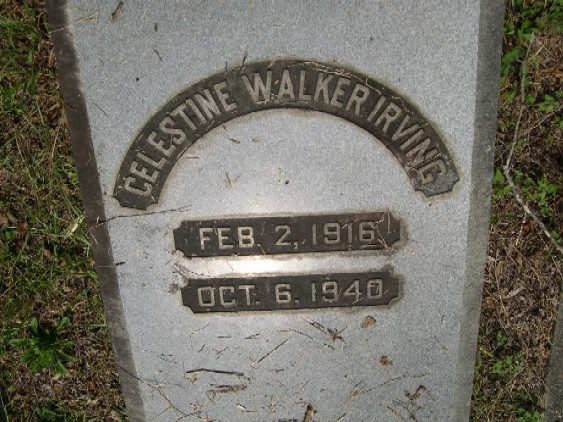 CELESTINE WALKER IRVING
FEB. 2, 1916
OCT. 6, 1940